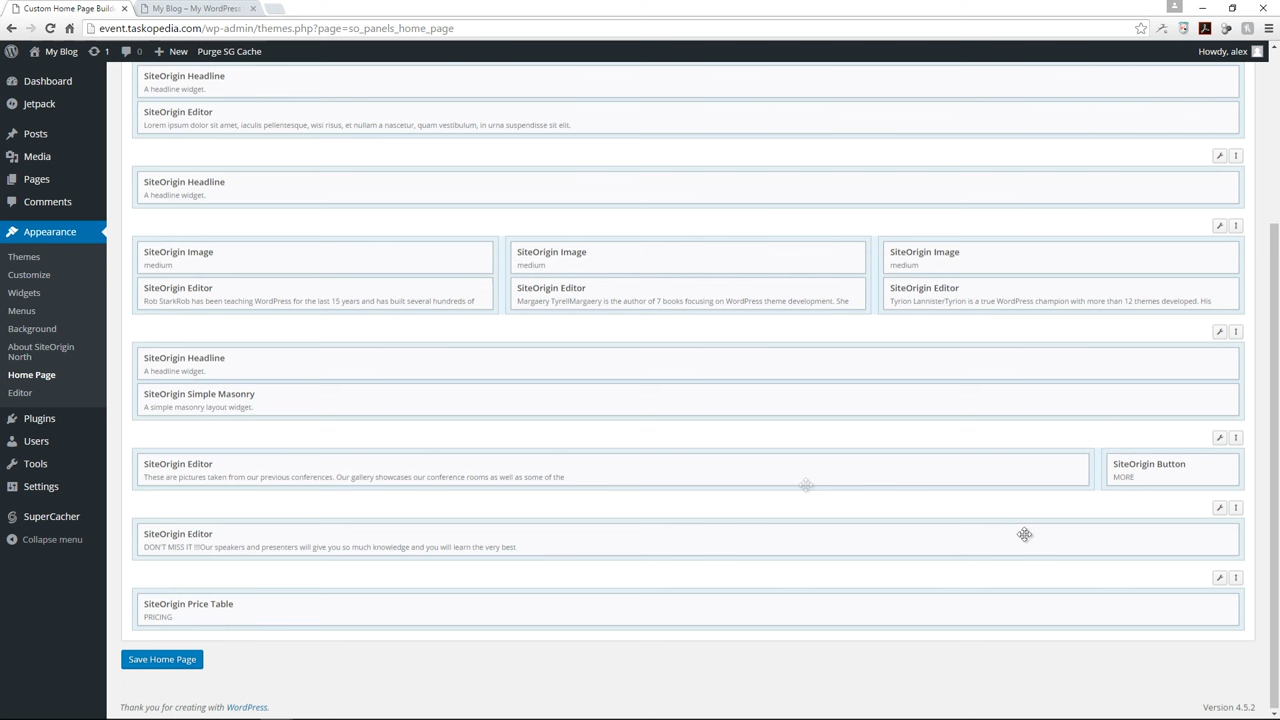 Custom Home Page Build
My Blog – My WordPress
event.taskopedia.com/wp-admin/themes.php?page=so_panels_home_page
My Blog
1
0
New
Purge SG Cache
Howdy, alex
Dashboard
Jetpack
Posts
Media
Pages
Comments
Appearance
Themes
Customize
Widgets
Menus
Background
About SiteOrigin
North
Home Page
Editor
Plugins
Users
Tools
Settings
SuperCacher
Collapse menu
SiteOrigin Headline
A headline widget.
SiteOrigin Editor
Lorem ipsum dolor sit amet, iaculis pellentesque, wisi risus, et nullam a nascetur, quam vestibulum, in urna suspendisse sit elit.
SiteOrigin Headline
A headline widget.
SiteOrigin Image
medium
SiteOrigin Editor
Rob StarkRob has been teaching WordPress for the last 15 years and has built several hundreds of
SiteOrigin Image
medium
SiteOrigin Editor
Margaery TyrellMargaery is the author of 7 books focusing on WordPress theme development. She
SiteOrigin Image
medium
SiteOrigin Editor
Tyrion LannisterTyrion is a true WordPress champion with more than 12 themes developed. His
SiteOrigin Headline
A headline widget.
SiteOrigin Simple Masonry
A simple masonry layout widget.
SiteOrigin Editor
These are pictures taken from our previous conferences. Our gallery showcases our conference rooms as well as some of the
SiteOrigin Button
MORE
SiteOrigin Editor
DON'T MISS IT !!!Our speakers and presenters will give you so much knowledge and you will learn the very best
SiteOrigin Price Table
PRICING
Save Home Page
Thank you for creating with WordPress.
Version 4.5.2